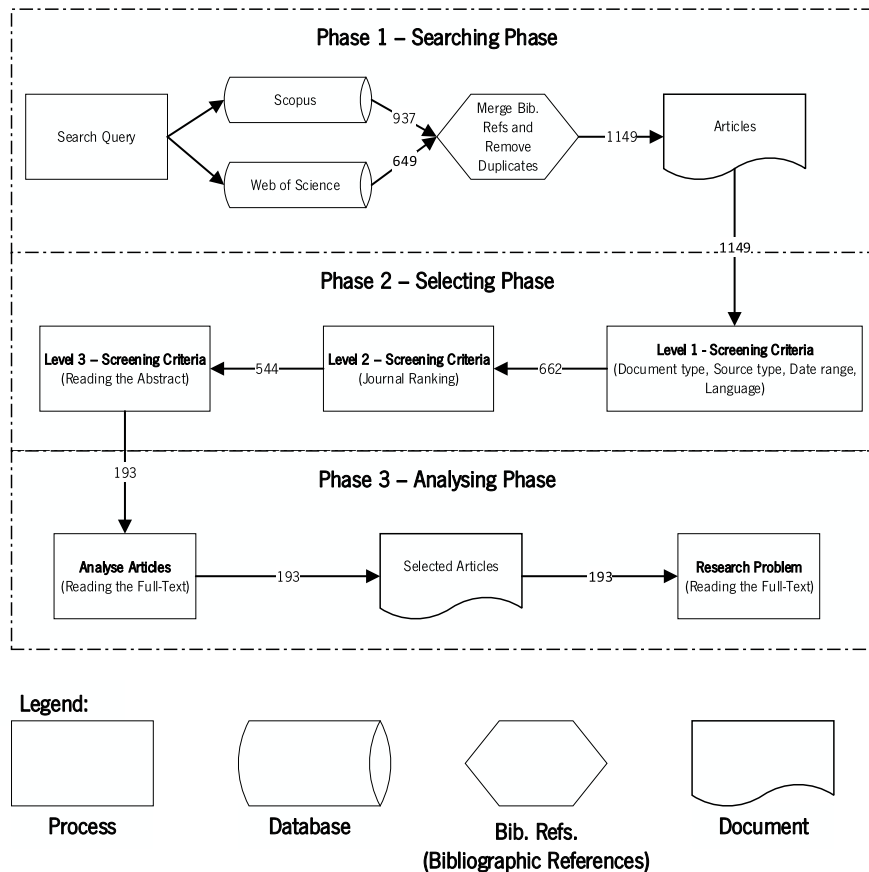 Phase 1 – Searching Phase
Search Query
Scopus
937
Web of Science
649
Merge Bib.
Refs and
Remove
Duplicates
1149
Articles
1149
Phase 2 – Selecting Phase
Level 3 – Screening Criteria
(Reading the Abstract)
544
Level 2 – Screening Criteria
(Journal Ranking)
662
Level 1 - Screening Criteria
(Document type, Source type, Date range,
Language)
193
Phase 3 – Analysing Phase
Analyse Articles
(Reading the Full-Text)
193
Selected Articles
193
Research Problem
(Reading the Full-Text)
Legend:
Process
Database
Bib. Refs.
(Bibliographic References)
Document